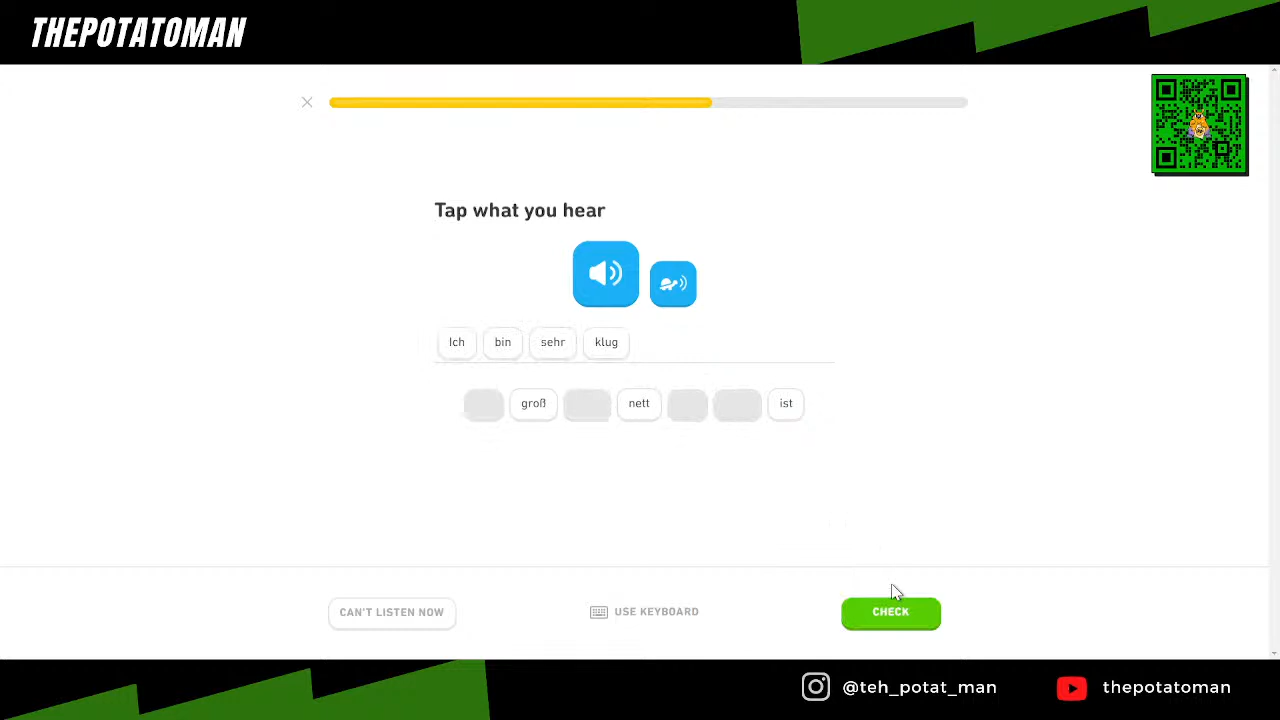 THEPOTATOMAN
Tap what you hear
Ich bin sehr klug
groß nett ist
CAN'T LISTEN NOW
USE KEYBOARD
CHECK
@teh_potat_man
thepotatoman